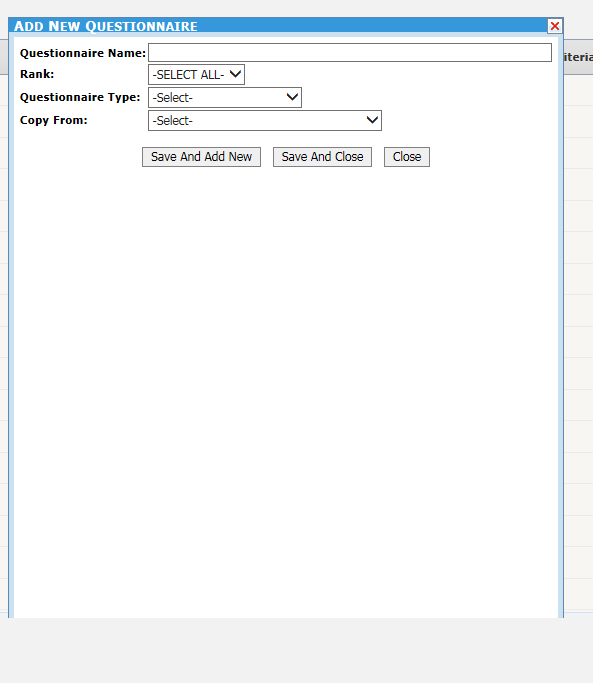 ADD NEW QUESTIONNAIRE
iteria
Questionnaire Name:
Rank: -SELECT ALL-
Questionnaire Type: -Select-
Copy From: -Select-
Save And Add New Save And Close Close